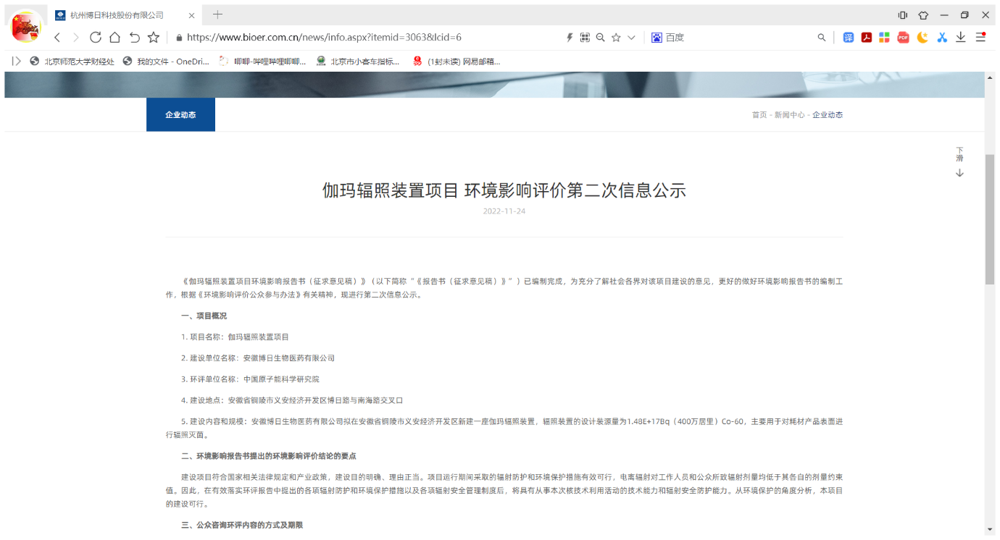 杭州博日科技股份有限公司
https://www.bioer.com.cn/news/info.aspx?itemid=3063&lcid=6
百度
北京师范大学财经处
我的文件 - OneDri...
唧唧-哔哩哔哩唧唧...
北京市小客车指标...
(1封未读) 网易邮箱...
企业动态
首页 - 新闻中心 - 企业动态
下滑
伽玛辐照装置项目 环境影响评价第二次信息公示
2022-11-24
《伽玛辐照装置项目环境影响报告书（征求意见稿）》（以下简称“《报告书（征求意见稿）》”）已编制完成，为充分了解社会各界对该项目建设的意见，更好的做好环境影响报告书的编制工
作，根据《环境影响评价公众参与办法》有关精神，现进行第二次信息公示。
一、项目概况
1. 项目名称：伽玛辐照装置项目
2. 建设单位名称：安徽博日生物医药有限公司
3. 环评单位名称：中国原子能科学研究院
4. 建设地点：安徽省铜陵市义安经济开发区博日路与南海路交叉口
5. 建设内容和规模：安徽博日生物医药有限公司拟在安徽省铜陵市义安经济开发区新建一座伽玛辐照装置，辐照装置的设计装源量为1.48E+17Bq（400万居里）Co-60，主要用于对耗材产品表面进
行辐照灭菌。
二、环境影响报告书提出的环境影响评价结论的要点
建设项目符合国家相关法律规定和产业政策，建设目的明确、理由正当。项目运行期间采取的辐射防护和环境保护措施有效可行，电离辐射对工作人员和公众所致辐射剂量均低于其各自的剂量约束
值。因此，在有效落实环评报告中提出的各项辐射防护和环境保护措施以及各项辐射安全管理制度后，将具有从事本次核技术利用活动的技术能力和辐射安全防护能力。从环境保护的角度分析，本项目
的建设可行。
三、公众咨询环评内容的方式及期限
译
PDF